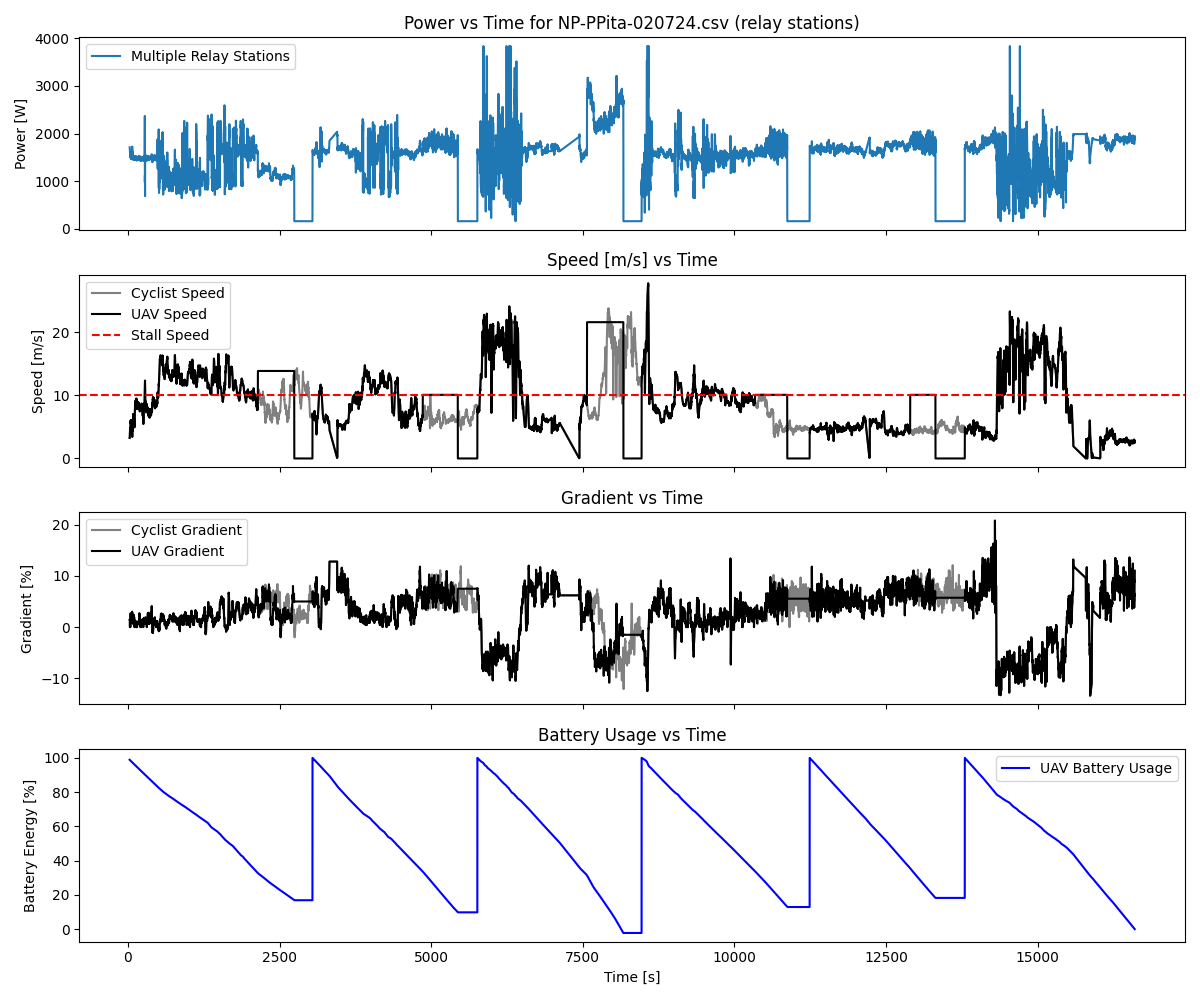 Power vs Time for NP-PPita-020724.csv (relay stations)
4000
3000
2000
1000
0
Power [W]
Multiple Relay Stations
Speed [m/s] vs Time
20
10
0
Speed [m/s]
Cyclist Speed
UAV Speed
Stall Speed
Gradient vs Time
20
10
0
−10
Gradient [%]
Cyclist Gradient
UAV Gradient
Battery Usage vs Time
100
80
60
40
20
0
Battery Energy [%]
UAV Battery Usage
0 2500 5000 7500 10000 12500 15000
Time [s]